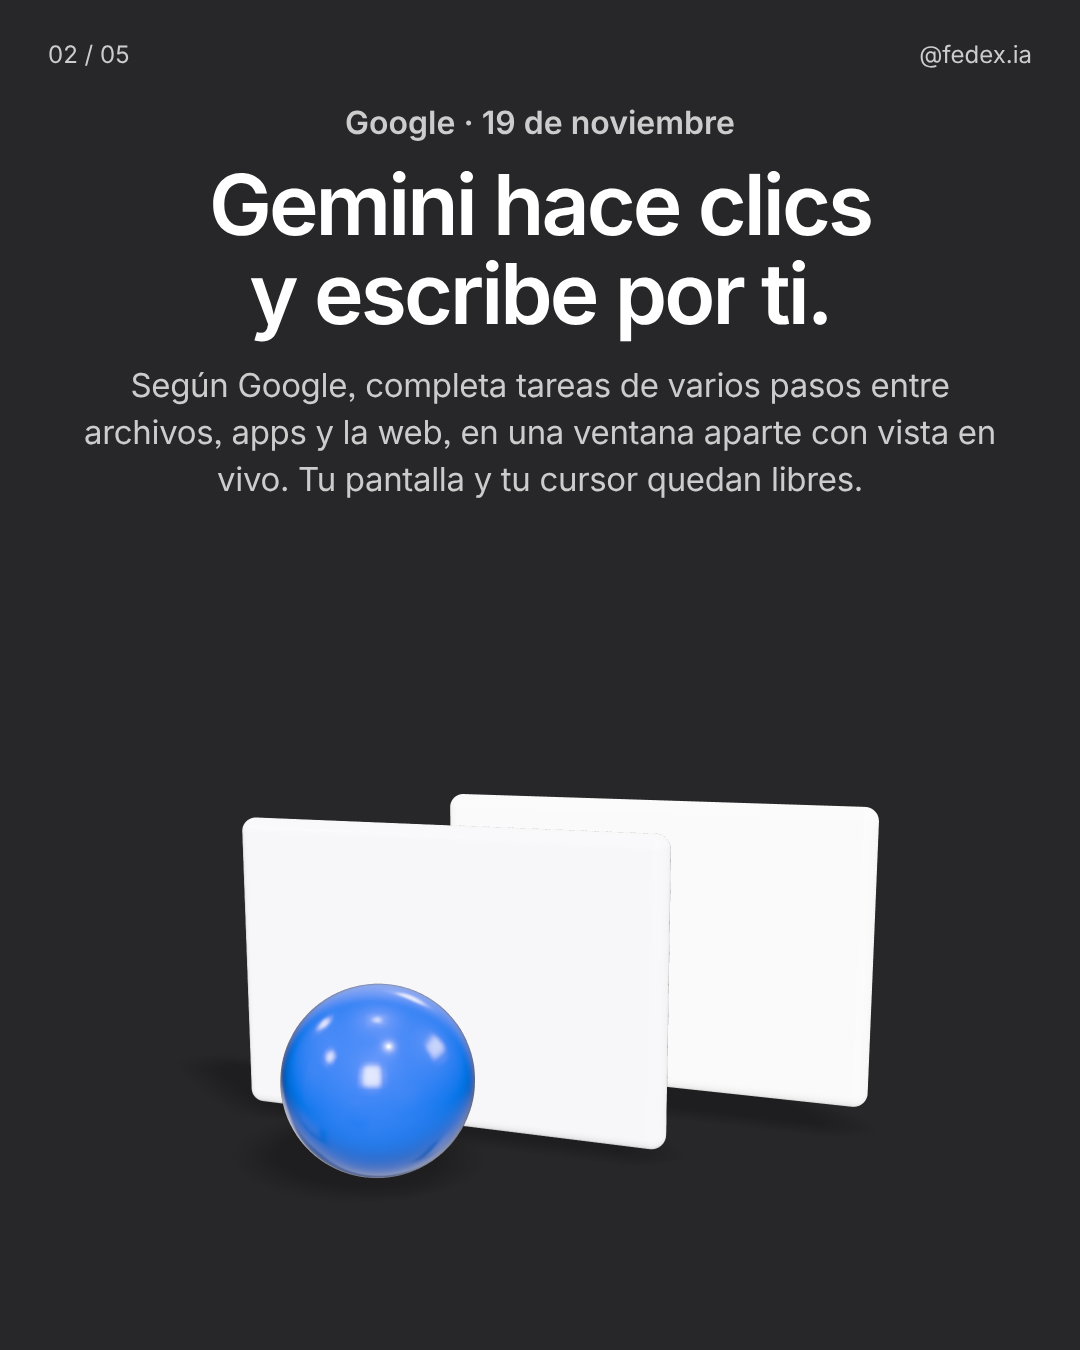 02 / 05
@fedex.ia
Google · 19 de noviembre
Gemini hace clics
y escribe por ti.
Según Google, completa tareas de varios pasos entre
archivos, apps y la web, en una ventana aparte con vista en
vivo. Tu pantalla y tu cursor quedan libres.